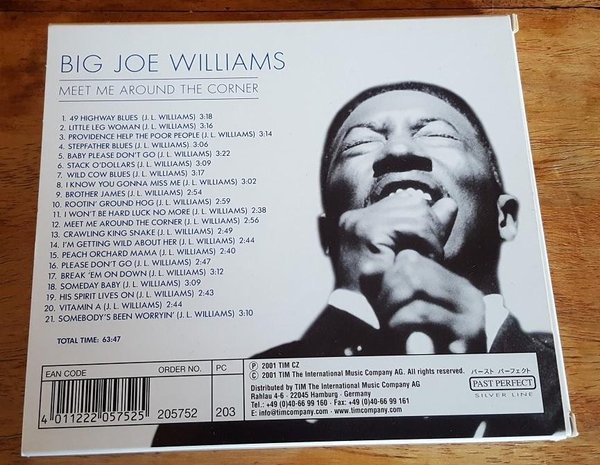 BIG JOE WILLIAMS
MEET ME AROUND THE CORNER
1. 49 HIGHWAY BLUES (J. L. WILLIAMS) 3:18
2. LITTLE LEG WOMAN (J. L. WILLIAMS) 3:16
3. PROVIDENCE HELP THE POOR PEOPLE (J. L. WILLIAMS) 3:14
4. STEPFATHER BLUES (J. L. WILLIAMS) 3:06
5. BABY PLEASE DON'T GO (J. L. WILLIAMS) 3:22
6. STACK O'DOLLARS (J. L. WILLIAMS) 3:09
7. WILD COW BLUES (J. L. WILLIAMS) 3:17
8. I KNOW YOU GONNA MISS ME (J. L. WILLIAMS) 3:02
9. BROTHER JAMES (J. L. WILLIAMS) 2:54
10. ROOTIN' GROUND HOG (J. L. WILLIAMS) 2:59
11. I WON'T BE HARD LUCK NO MORE (J. L. WILLIAMS) 2:38
12. MEET ME AROUND THE CORNER (J. L. WILLIAMS) 2:56
13. CRAWLING KING SNAKE (J. L. WILLIAMS) 2:49
14. I'M GETTING WILD ABOUT HER (J. L. WILLIAMS) 2:44
15. PEACH ORCHARD MAMA (J. L. WILLIAMS) 2:40
16. PLEASE DON'T GO (J. L. WILLIAMS) 2:47
17. BREAK 'EM ON DOWN (J. L. WILLIAMS) 3:12
18. SOMEDAY BABY (J. L. WILLIAMS) 3:09
19. HIS SPIRIT LIVES ON (J. L. WILLIAMS) 2:43
20. VITAMIN A (J. L. WILLIAMS) 2:44
21. SOMEBODY'S BEEN WORRYIN' (J. L. WILLIAMS) 3:10
TOTAL TIME: 63:47
EAN CODE ORDER NO. PC
4 011222 057525 205752 203
Ⓟ 2001 TIM CZ
© 2001 TIM The International Music Company AG. All rights reserved.
Distributed by TIM The International Music Company AG
Rahlau 4-6 - 22045 Hamburg - Germany
Tel.: +49 (0)40-66 99 160 - Fax: +49 (0)40-66 99 161
E: info@timcompany.com - www.timcompany.com
パースト パーフェクト
PAST PERFECT
SILVER LINE